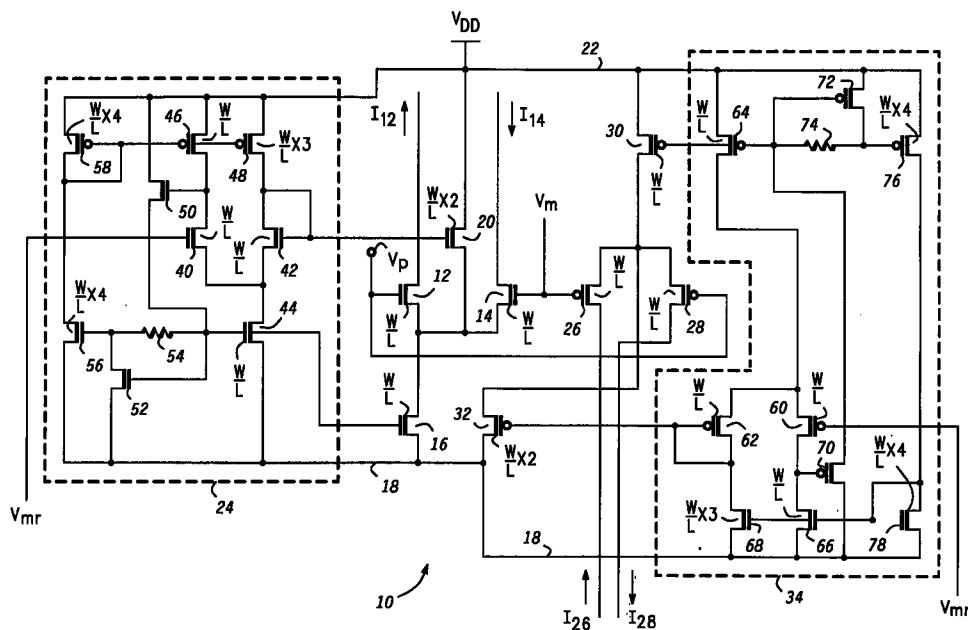 V_DD
22
I_12
I_14
72
W/L X4
46
W/L
30
W/L
64
74
W/L X4
58
48
W/L X3
W/L
76
50
W/L
W/L X2
20
V_m
40
W/L
42
V_p
12
W/L
44
W/L
14
W/L
26
W/L
W/L
28
W/L X4
56
54
W/L
52
W/L
16
32
W/L X2
W/L
62
60
W/L
70
W/L
W/L X4
W/L X3
68
66
78
V_mr
24
18
18
10
I_26
I_28
34
V_mr